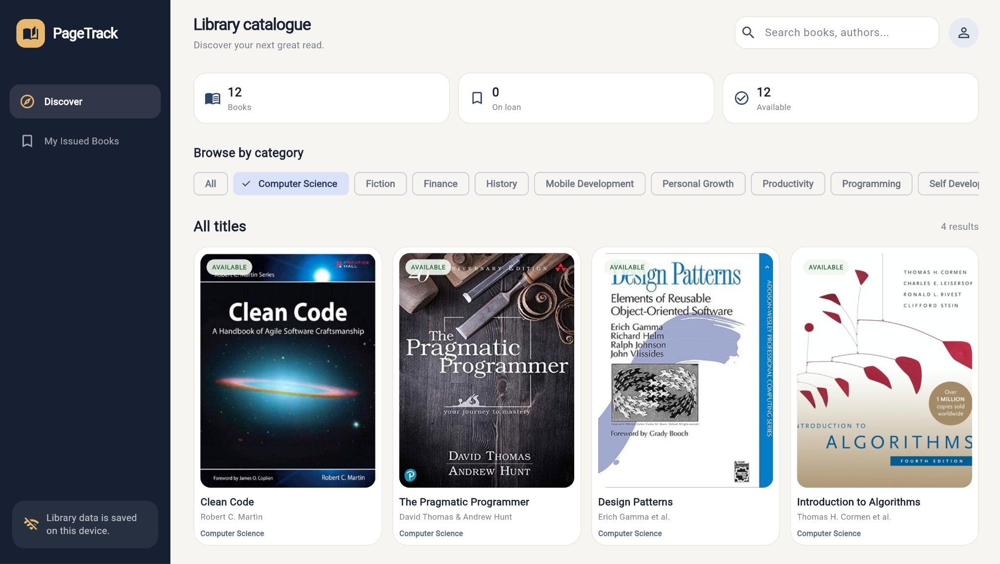 PageTrack
Discover
My Issued Books
Library data is saved
on this device.
Library catalogue
Discover your next great read.
Search books, authors...
12
Books
0
On loan
12
Available
Browse by category
All
Computer Science
Fiction
Finance
History
Mobile Development
Personal Growth
Productivity
Programming
Self Develop
All titles
4 results
AVAILABLE
PRENTICE
HALL
Robert C. Martin Series
Clean Code
A Handbook of Agile Software Craftsmanship
Foreword by James O. Coplien
Robert C. Martin
Clean Code
Robert C. Martin
Computer Science
AVAILABLE
20
NIVERSARY EDITION
The
Pragmatic
Programmer
your journey to mastery
DAVID THOMAS
ANDREW HUNT
P
The Pragmatic Programmer
David Thomas & Andrew Hunt
Computer Science
AVAILABLE
Design Patterns
Elements of Reusable
Object-Oriented Software
Erich Gamma
Richard Helm
Ralph Johnson
John Vlissides
Foreword by Grady Booch
ADDISON-WESLEY PROFESSIONAL COMPUTING SERIES
Design Patterns
Erich Gamma et al.
Computer Science
AVAILABLE
THOMAS H. CORMEN
CHARLES E. LEISERSON
RONALD L. RIVEST
CLIFFORD STEIN
Over
1 MILLION
copies sold
worldwide
NTRODUCTION TO
ALGORITHMS
FOURTH EDITION
Introduction to Algorithms
Thomas H. Cormen et al.
Computer Science